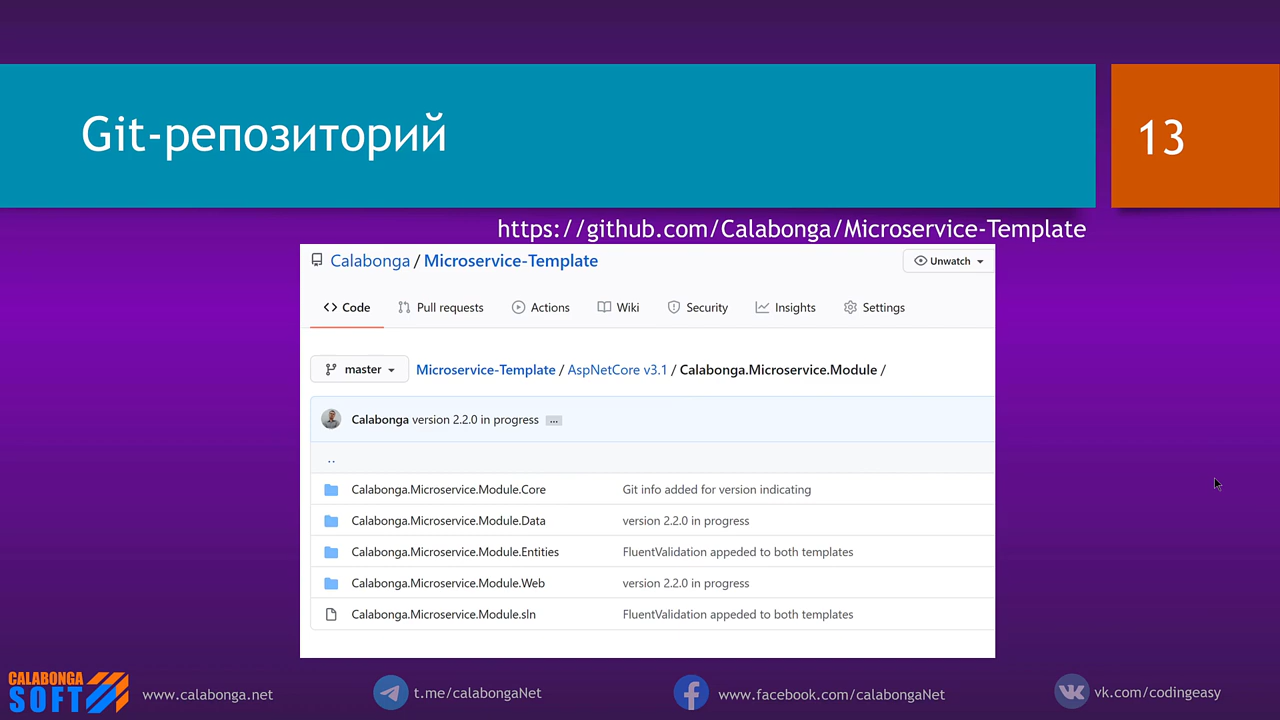 Git-репозиторий
13
https://github.com/Calabonga/Microservice-Template
Calabonga / Microservice-Template
Unwatch
Code Pull requests Actions Wiki Security Insights Settings
master Microservice-Template / AspNetCore v3.1 / Calabonga.Microservice.Module /
Calabonga version 2.2.0 in progress ...
..
Calabonga.Microservice.Module.Core Git info added for version indicating
Calabonga.Microservice.Module.Data version 2.2.0 in progress
Calabonga.Microservice.Module.Entities FluentValidation appeded to both templates
Calabonga.Microservice.Module.Web version 2.2.0 in progress
Calabonga.Microservice.Module.sln FluentValidation appeded to both templates
CALABONGA
SOFT
www.calabonga.net
t.me/calabongaNet
www.facebook.com/calabongaNet
vk.com/codingeasy